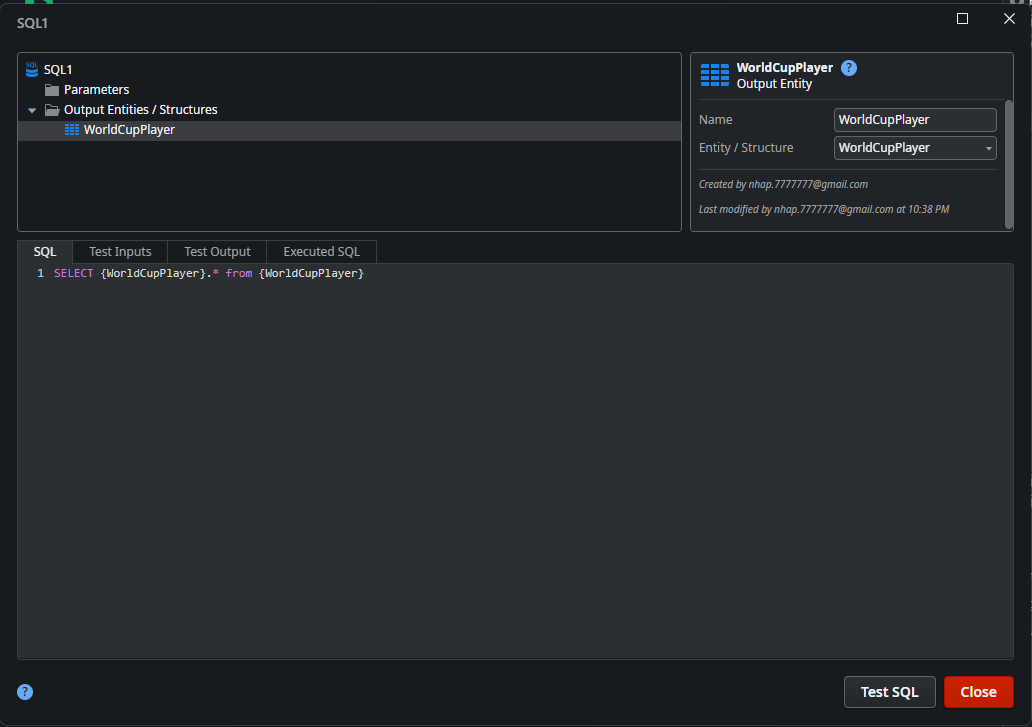 SQL1
SQL
SQL1
Parameters
Output Entities / Structures
WorldCupPlayer
WorldCupPlayer ?
Output Entity
Name WorldCupPlayer
Entity / Structure WorldCupPlayer
Created by nhap.7777777@gmail.com
Last modified by nhap.7777777@gmail.com at 10:38 PM
SQL Test Inputs Test Output Executed SQL
1 SELECT {WorldCupPlayer}.* from {WorldCupPlayer}
? Test SQL Close